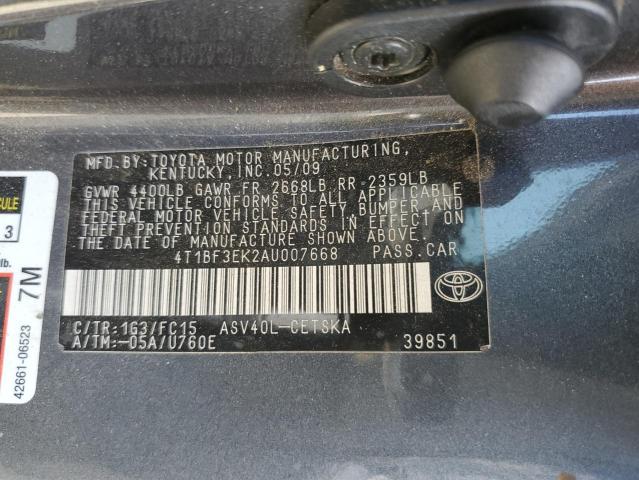 MFD.BY:TOYOTA MOTOR MANUFACTURING,
KENTUCKY,INC.05/09
GVWR 4400LB GAWR FR 2668LB RR 2359LB
THIS VEHICLE CONFORMS TO ALL APPLICABLE
FEDERAL MOTOR VEHICLE SAFETY, BUMPER AND
THEFT PREVENTION STANDARDS IN EFFECT ON
THE DATE OF MANUFACTURE SHOWN ABOVE.
4T1BF3EK2AU007668 PASS.CAR
C/TR:1G3/FC15 ASV40L-CETSKA
A/TM:-05A/U760E 39851
3
lb.
7M
42661-06523